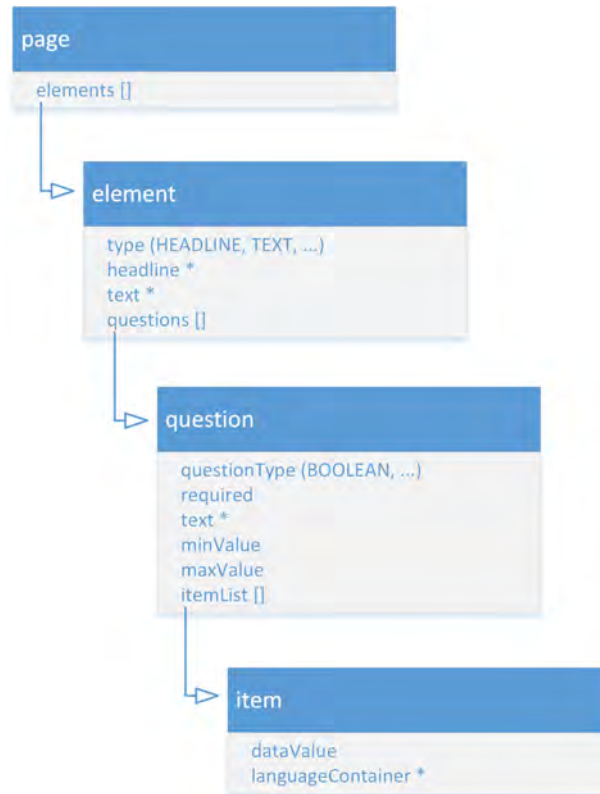 page
elements []
element
type (HEADLINE, TEXT, ...)
headline *
text *
questions []
question
questionType (BOOLEAN, ...)
required
text *
minValue
maxValue
itemList []
item
dataValue
languageContainer *